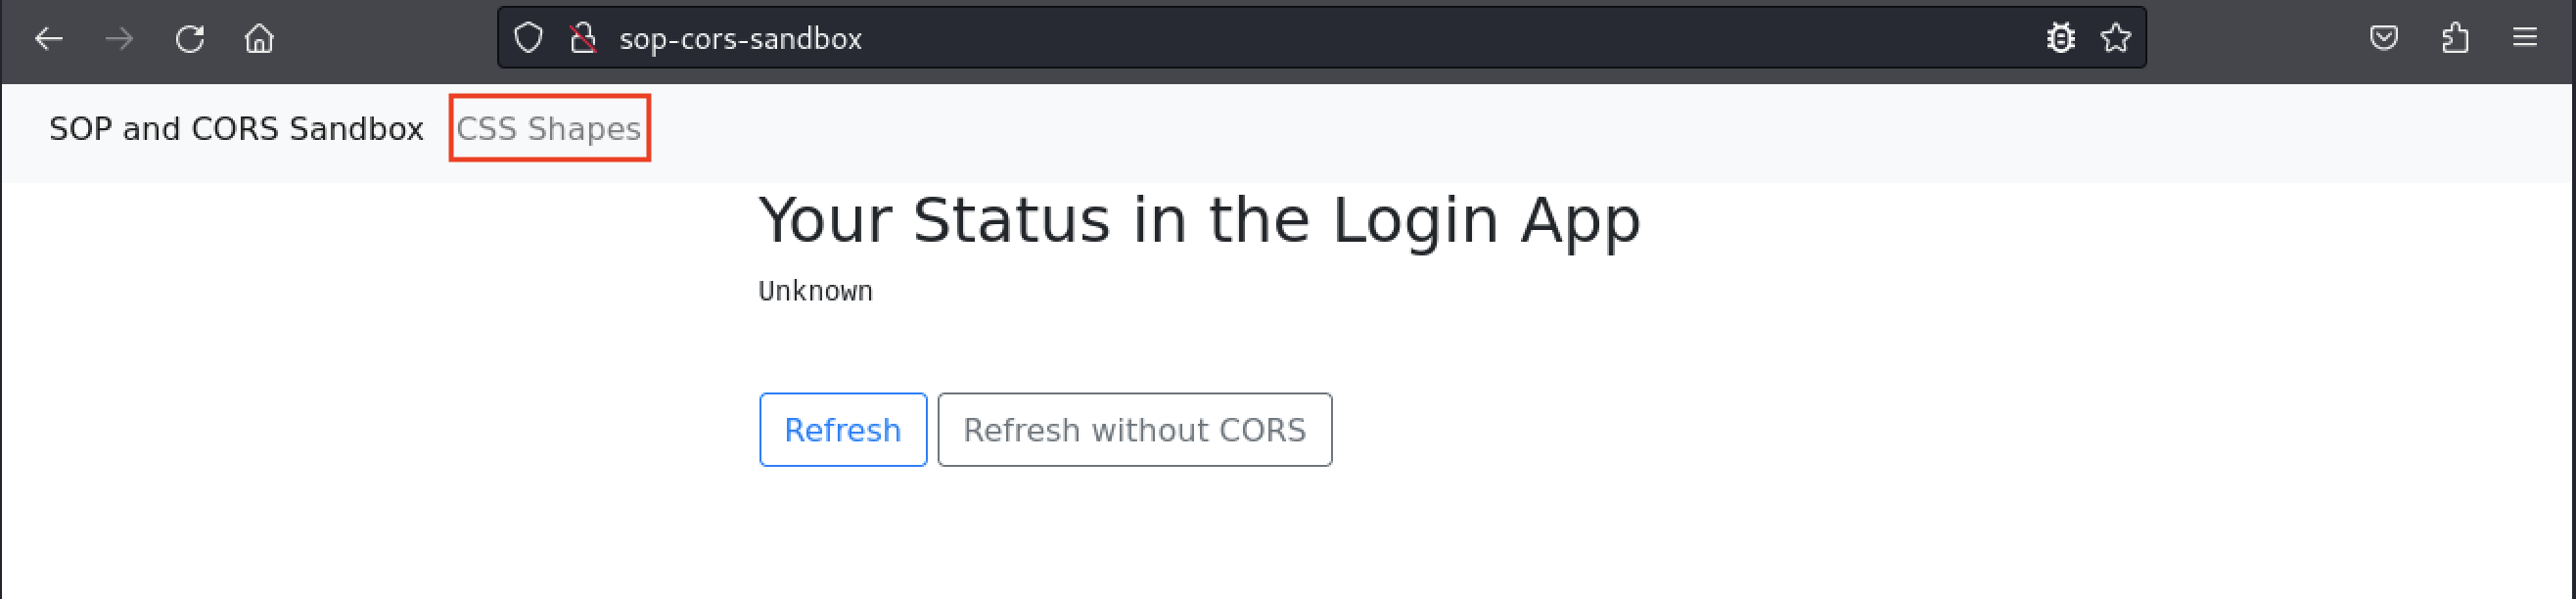 sop-cors-sandbox
SOP and CORS Sandbox CSS Shapes
Your Status in the Login App
Unknown
Refresh Refresh without CORS